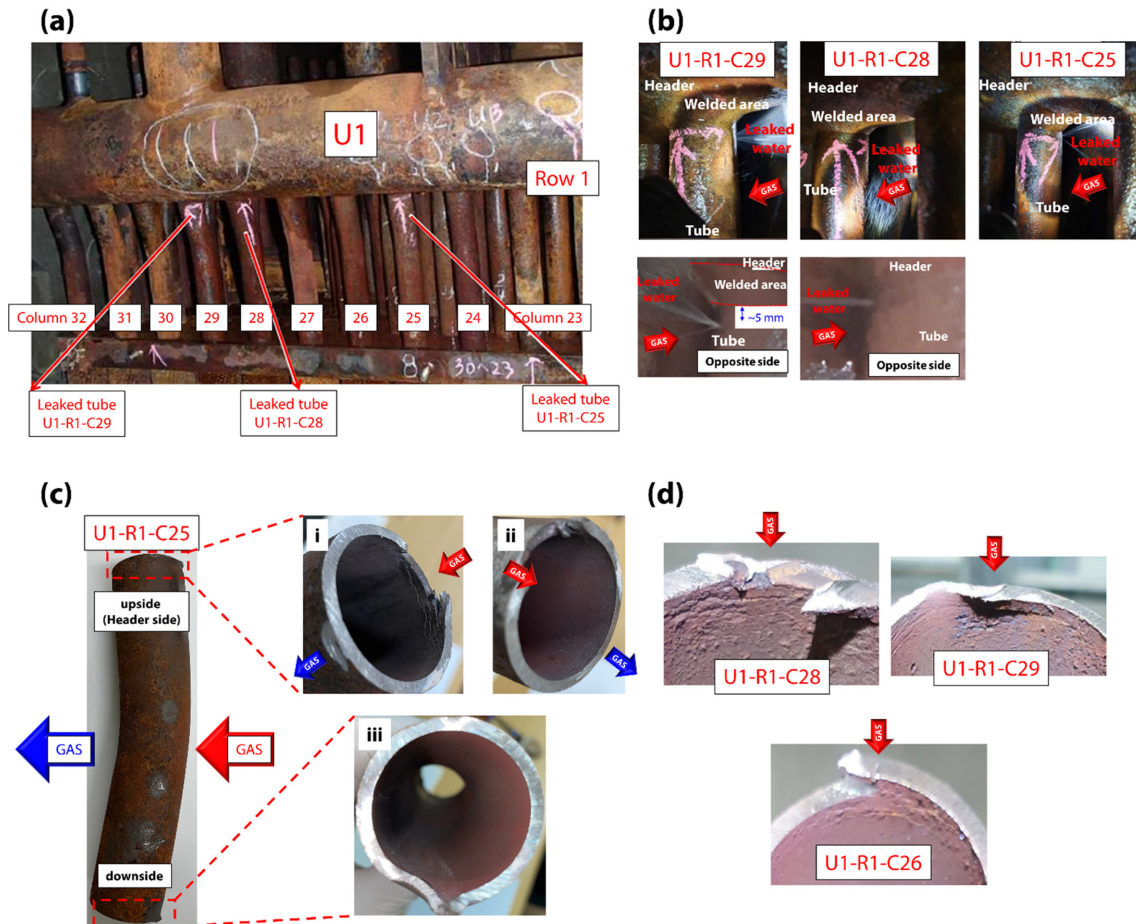 (a)
U1
Row 1
Column 32
31
30
29
28
27
26
25
24
Column 23
8
30~23
Leaked tube
U1-R1-C29
Leaked tube
U1-R1-C28
Leaked tube
U1-R1-C25
(b)
U1-R1-C29
Header
Welded area
Leaked
water
GAS
Tube
U1-R1-C28
Header
Welded area
Leaked
water
GAS
Tube
U1-R1-C25
Header
Welded area
Leaked
water
GAS
Tube
Header
Welded area
Leaked
water
~5 mm
GAS
Tube
Opposite side
Header
Leaked
water
GAS
Tube
Opposite side
(c)
U1-R1-C25
upside
(Header side)
GAS
GAS
downside
i
GAS
GAS
ii
GAS
GAS
iii
(d)
GAS
U1-R1-C28
GAS
U1-R1-C29
GAS
U1-R1-C26